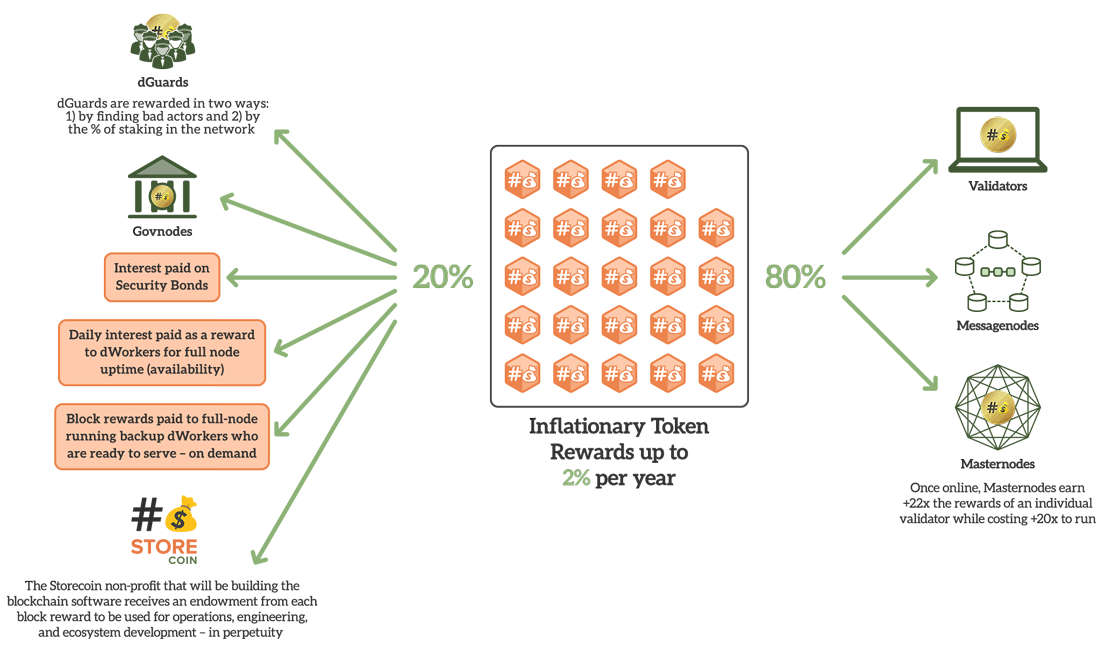 dGuards
dGuards are rewarded in two ways:
1) by finding bad actors and 2) by
the % of staking in the network
Govnodes
Interest paid on
Security Bonds
Daily interest paid as a reward
to dWorkers for full node
uptime (availability)
Block rewards paid to full-node
running backup dWorkers who
are ready to serve – on demand
#$
STORE
COIN
The Storecoin non-profit that will be building the
blockchain software receives an endowment from each
block reward to be used for operations, engineering,
and ecosystem development – in perpetuity
20%
Inflationary Token
Rewards up to
2% per year
80%
Validators
Messagenodes
Masternodes
Once online, Masternodes earn
+22x the rewards of an individual
validator while costing +20x to run